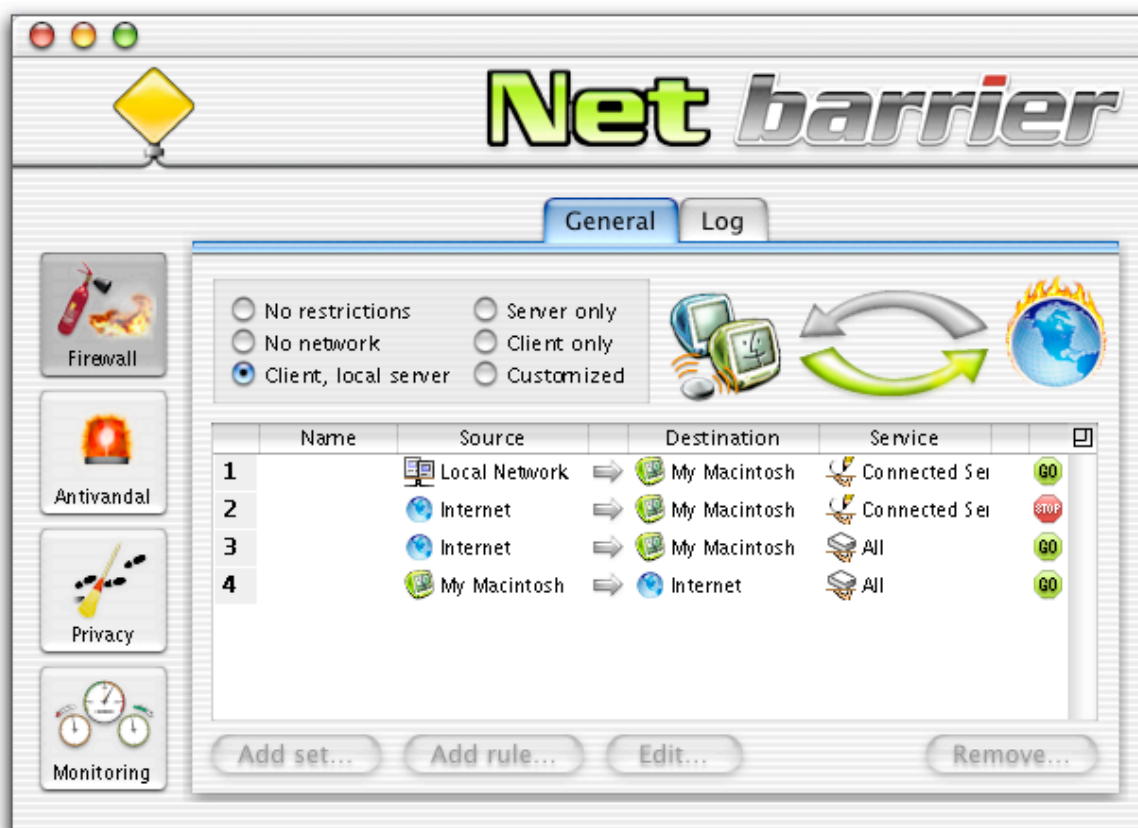 Net barrier
General Log
No restrictions Server only
No network Client only
Client, local server Customized
Firewall
Antivandal
Privacy
Monitoring
Name Source Destination Service
1 Local Network My Macintosh Connected Ser GO
2 Internet My Macintosh Connected Ser STOP
3 Internet My Macintosh All GO
4 My Macintosh Internet All GO
Add set... Add rule... Edit... Remove...